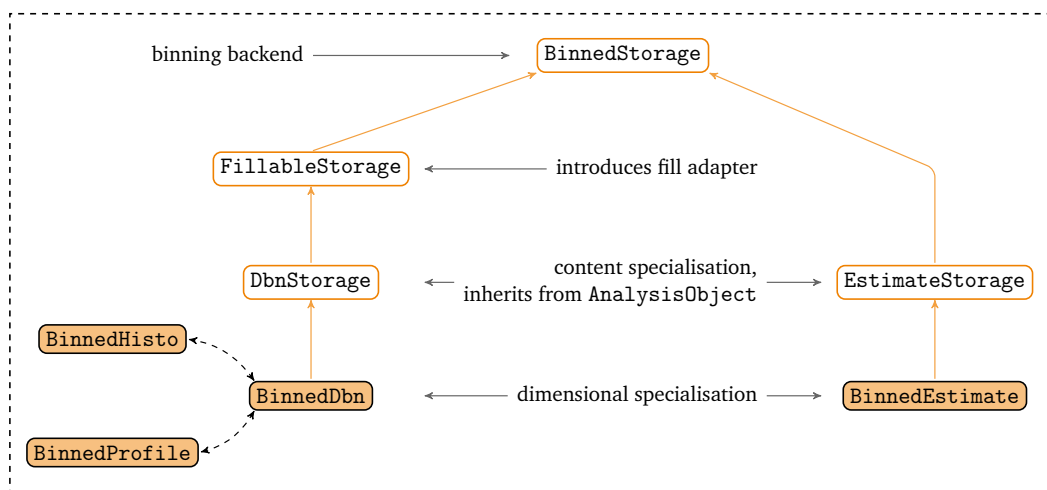 binning backend
BinnedStorage
FillableStorage
introduces fill adapter
DbnStorage
content specialisation,
inherits from AnalysisObject
EstimateStorage
BinnedHisto
BinnedDbn
dimensional specialisation
BinnedEstimate
BinnedProfile